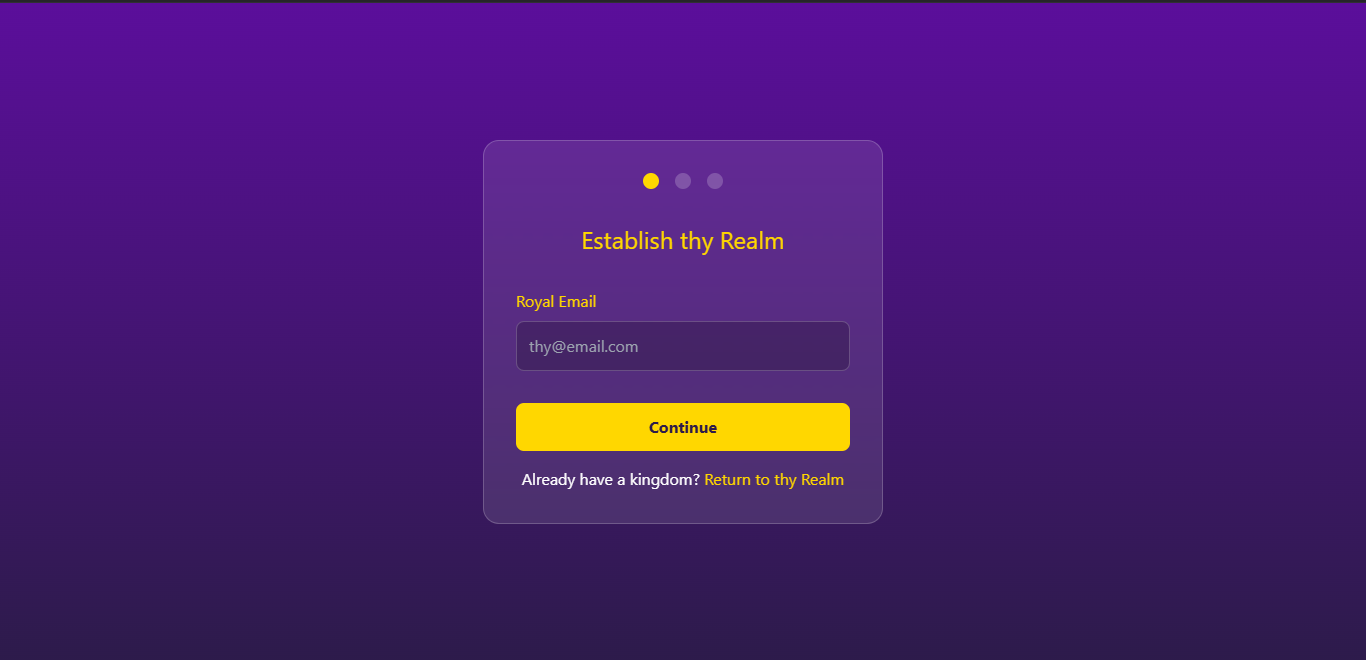 Establish thy Realm
Royal Email
thy@email.com
Continue
Already have a kingdom? Return to thy Realm